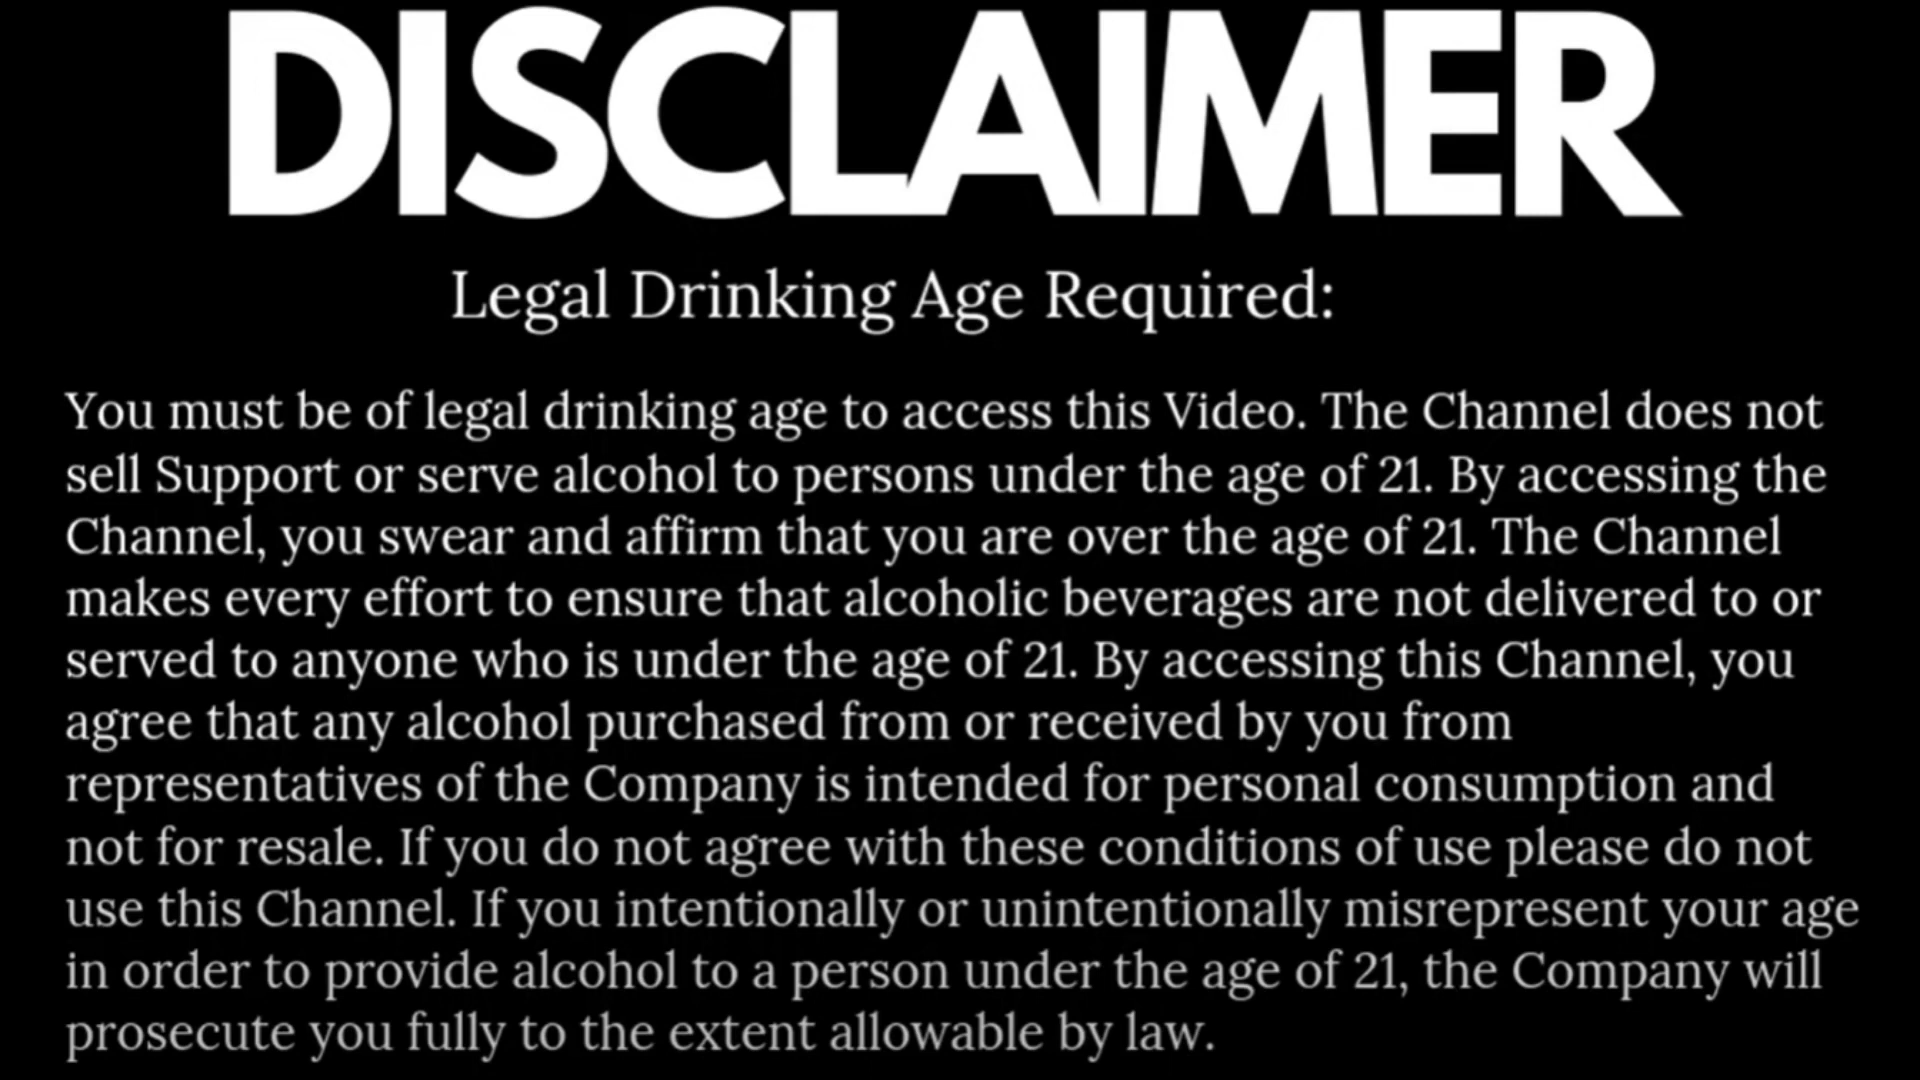 DISCLAIMER
Legal Drinking Age Required:
You must be of legal drinking age to access this Video. The Channel does not
sell Support or serve alcohol to persons under the age of 21. By accessing the
Channel, you swear and affirm that you are over the age of 21. The Channel
makes every effort to ensure that alcoholic beverages are not delivered to or
served to anyone who is under the age of 21. By accessing this Channel, you
agree that any alcohol purchased from or received by you from
representatives of the Company is intended for personal consumption and
not for resale. If you do not agree with these conditions of use please do not
use this Channel. If you intentionally or unintentionally misrepresent your age
in order to provide alcohol to a person under the age of 21, the Company will
prosecute you fully to the extent allowable by law.